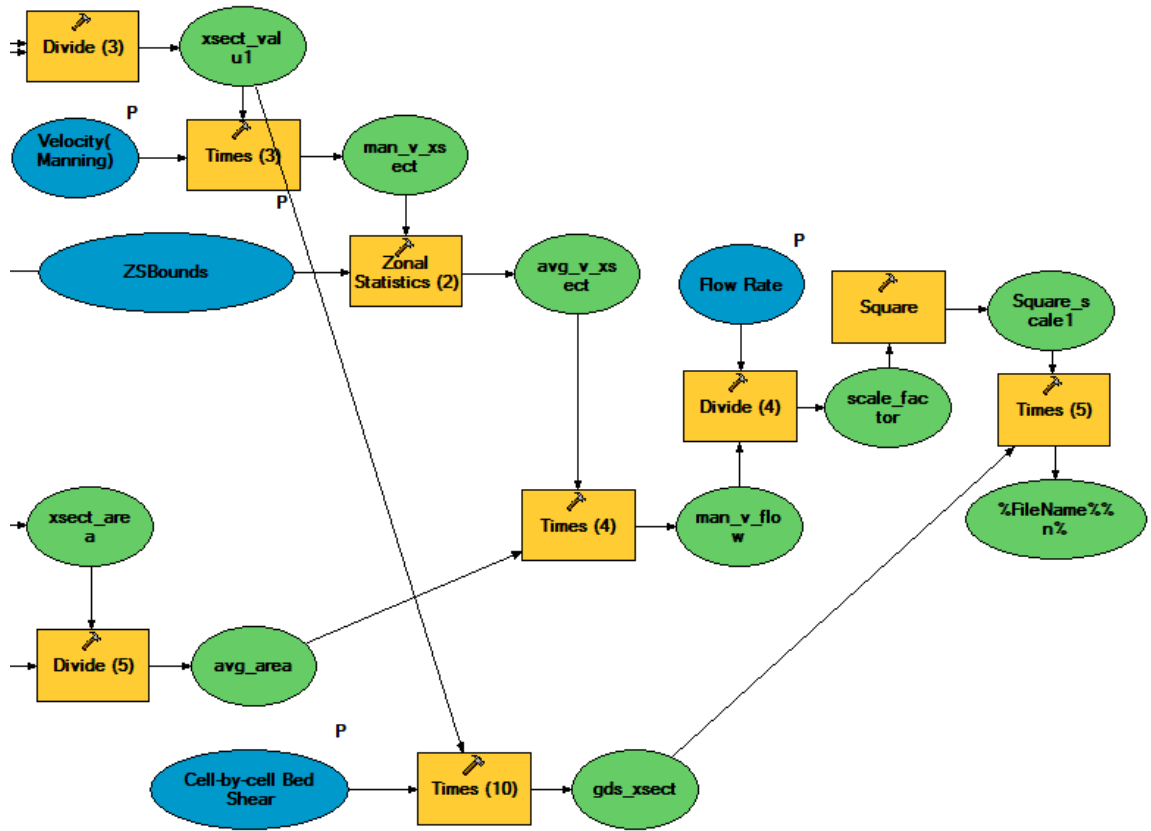 Divide (3)
xsect_val
u1
P
Velocity(
Manning)
Times (3)
man_v_xs
ect
P
ZSBounds
Zonal
Statistics (2)
avg_v_xs
ect
P
Flow Rate
Square
Square_s
cale1
Divide (4)
scale_fac
tor
Times (5)
xsect_are
a
Times (4)
man_v_flo
w
%FileName%%
n%
Divide (5)
avg_area
P
Cell-by-cell Bed
Shear
Times (10)
gds_xsect